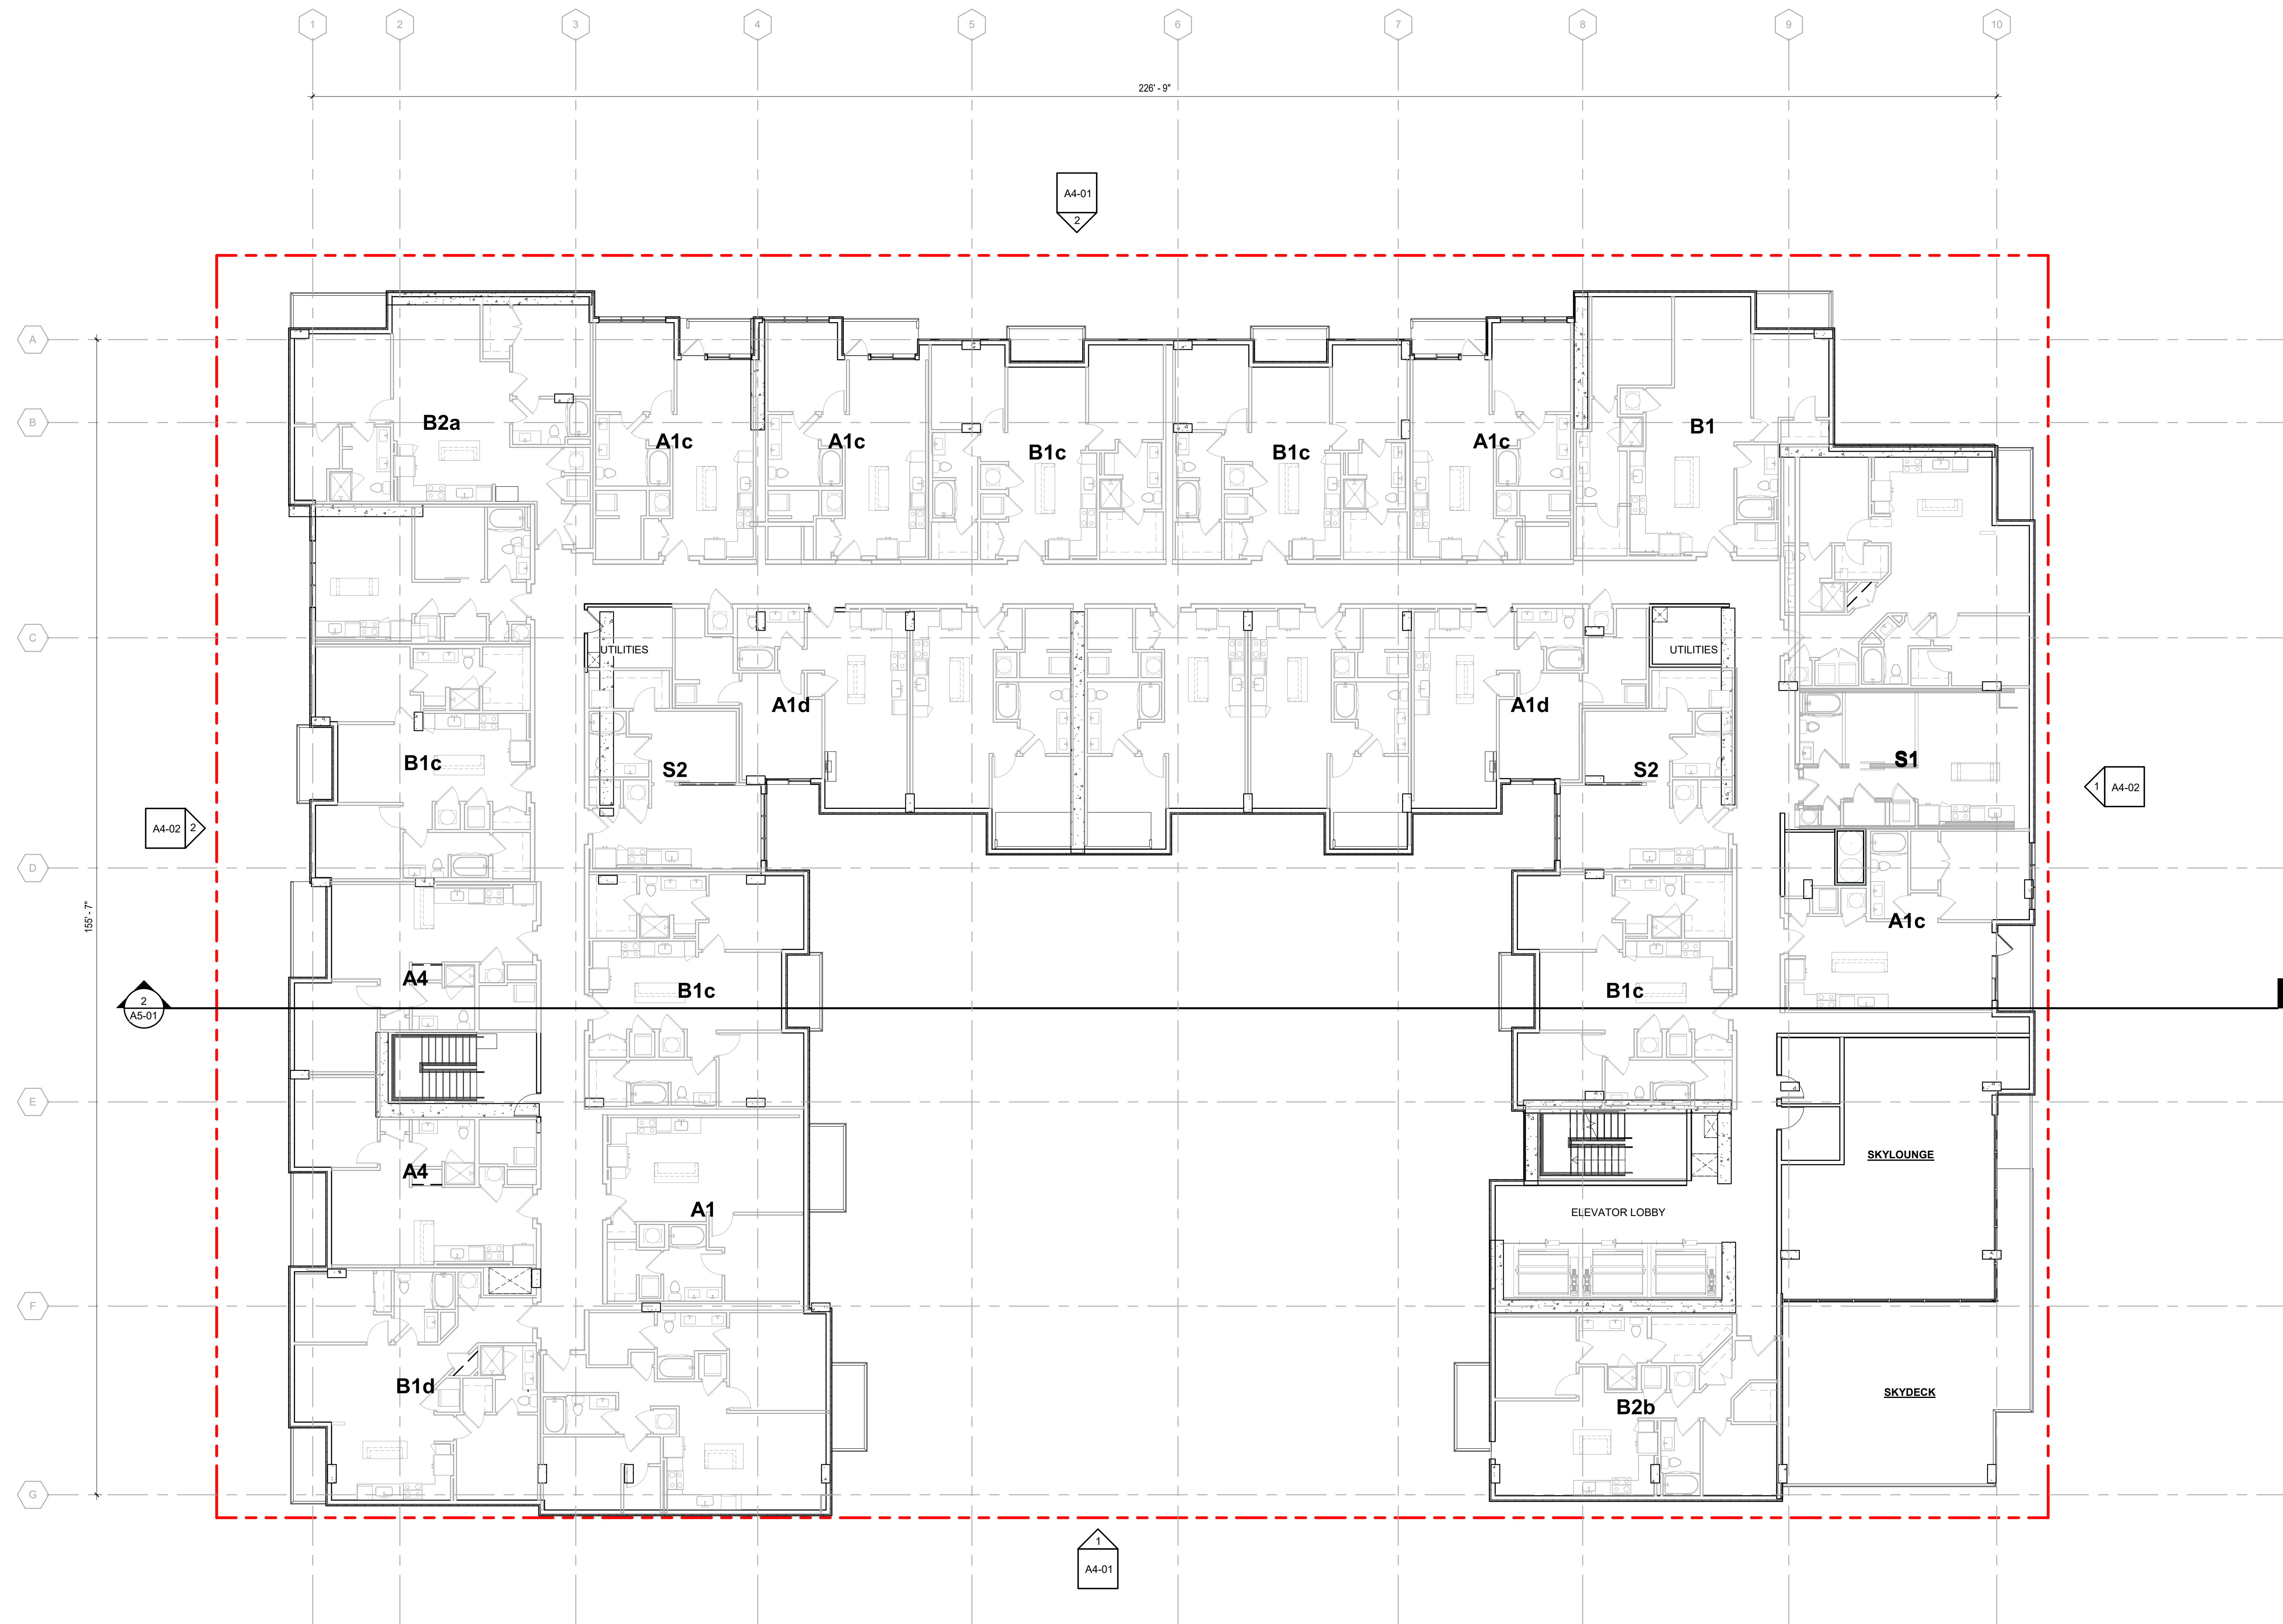 1
2
3
4
5
6
7
8
9
10
226' - 9"
A4-01
2
A
B
B2a
A1c
A1c
B1c
B1c
A1c
B1
C
UTILITIES
UTILITIES
A1d
A1d
B1c
S2
S2
S1
A4-02
2
1
A4-02
D
155' - 7"
A1c
A4
B1c
B1c
2
A5-01
E
A4
SKYLOUNGE
A1
ELEVATOR LOBBY
F
B1d
B2b
SKYDECK
G
1
A4-01